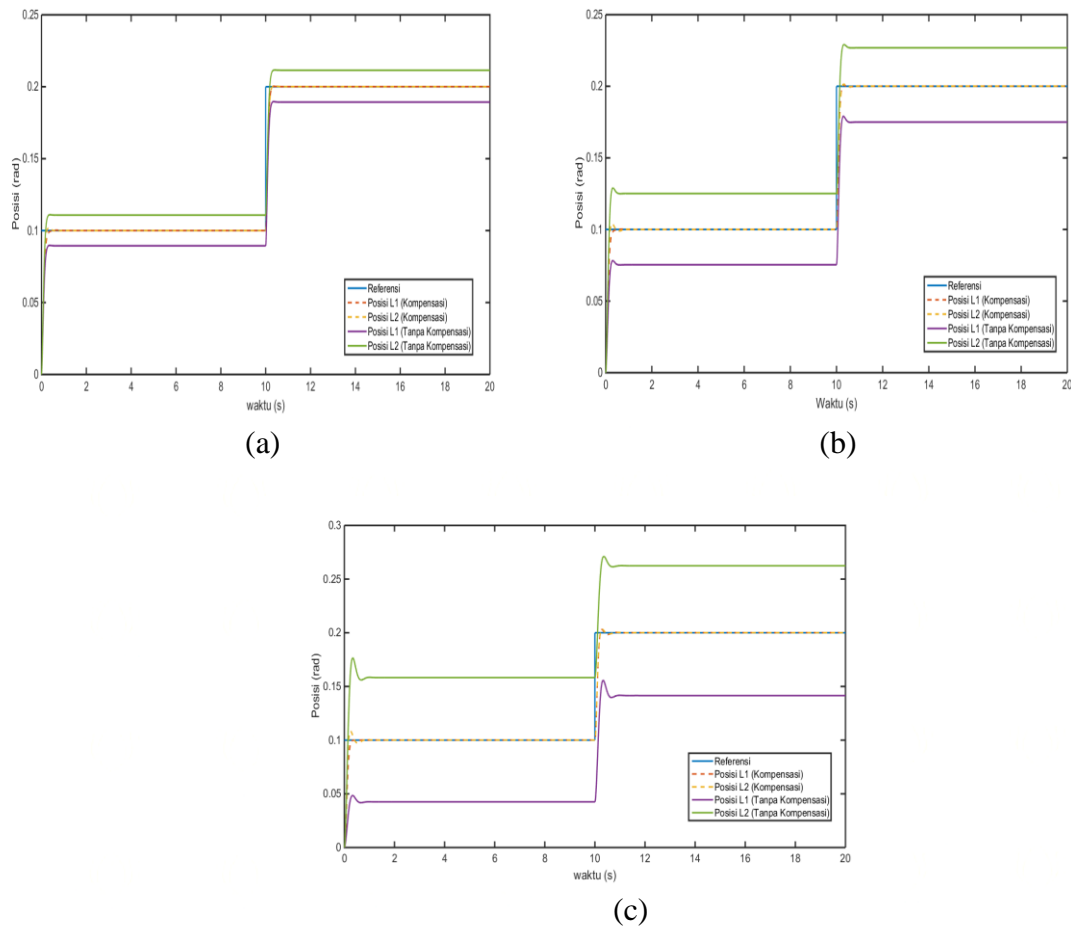 0.25
0.2
0.15
0.1
0.05
0
Posisi (rad)
Referensi
Posisi L1 (Kompensasi)
Posisi L2 (Kompensasi)
Posisi L1 (Tanpa Kompensasi)
Posisi L2 (Tanpa Kompensasi)
0 2 4 6 8 10 12 14 16 18 20
waktu (s)
(a)
0.25
0.2
0.15
0.1
0.05
0
Posisi (rad)
Referensi
Posisi L1 (Kompensasi)
Posisi L2 (Kompensasi)
Posisi L1 (Tanpa Kompensasi)
Posisi L2 (Tanpa Kompensasi)
0 2 4 6 8 10 12 14 16 18 20
Waktu (s)
(b)
0.3
0.25
0.2
0.15
0.1
0.05
0
Posisi (rad)
Referensi
Posisi L1 (Kompensasi)
Posisi L2 (Kompensasi)
Posisi L1 (Tanpa Kompensasi)
Posisi L2 (Tanpa Kompensasi)
0 2 4 6 8 10 12 14 16 18 20
waktu (s)
(c)